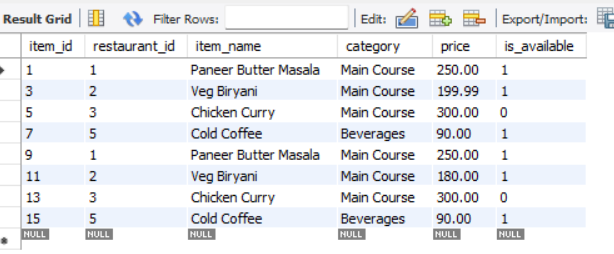 Result Grid Filter Rows: Edit: Export/Import:
item_id restaurant_id item_name category price is_available
1 1 Paneer Butter Masala Main Course 250.00 1
3 2 Veg Biryani Main Course 199.99 1
5 3 Chicken Curry Main Course 300.00 0
7 5 Cold Coffee Beverages 90.00 1
9 1 Paneer Butter Masala Main Course 250.00 1
11 2 Veg Biryani Main Course 180.00 1
13 3 Chicken Curry Main Course 300.00 0
15 5 Cold Coffee Beverages 90.00 1
NULL NULL NULL NULL NULL NULL